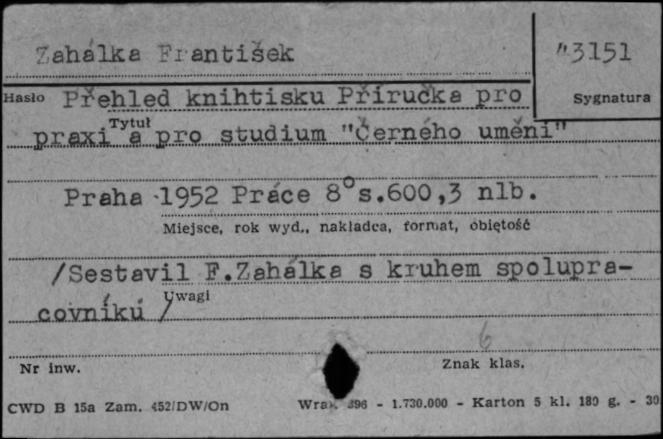 Zahálka František
"3151
Hasło Přehled knihtisku Příručka pro
Sygnatura
Tytuł
praxi a pro studium "Černého umění"
Praha 1952 Práce 8° s.600,3 nlb.
Miejsce, rok wyd., nakładca, format, objętość
/Sestavil F.Zahálka s kruhem spolupra-
Uwagi
covníků /
6
Nr inw.
Znak klas.
CWD B 15a Zam. 452/DW/On
396 - 1.730.000 - Karton 5 kl. 180 g. - 30